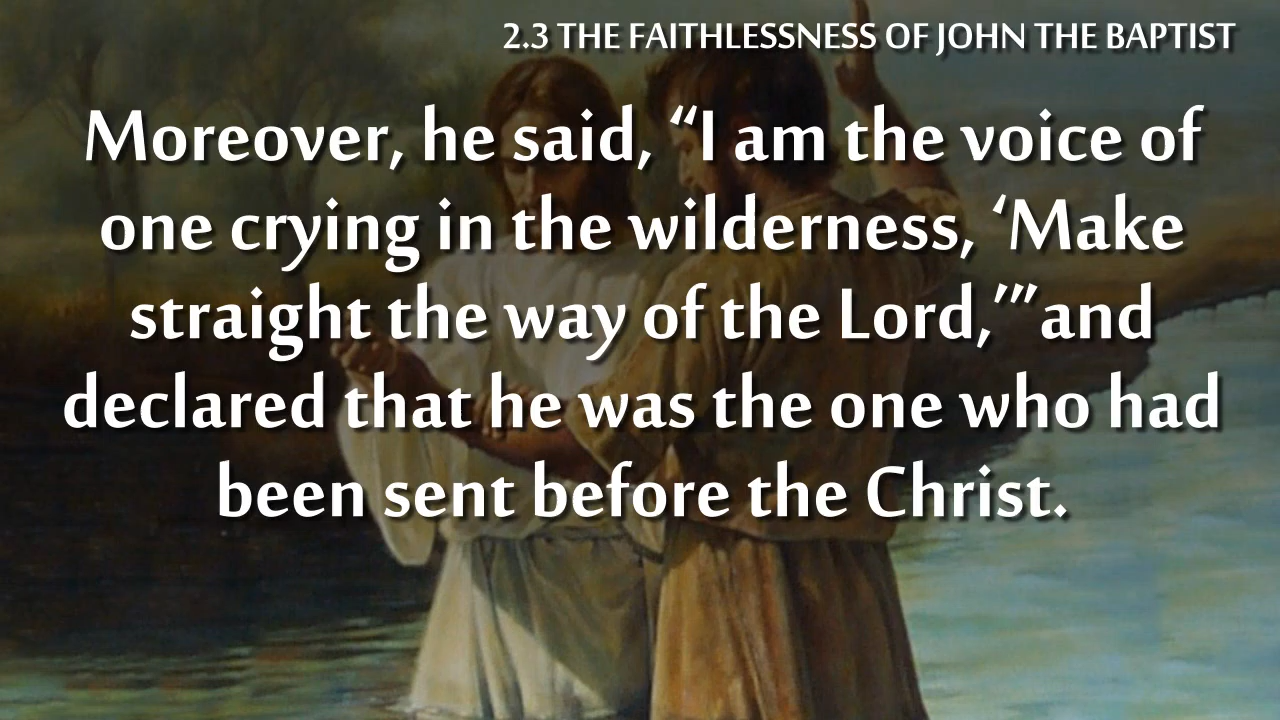 2.3 THE FAITHLESSNESS OF JOHN THE BAPTIST
Moreover, he said, “I am the voice of
one crying in the wilderness, ‘Make
straight the way of the Lord,’”and
declared that he was the one who had
been sent before the Christ.